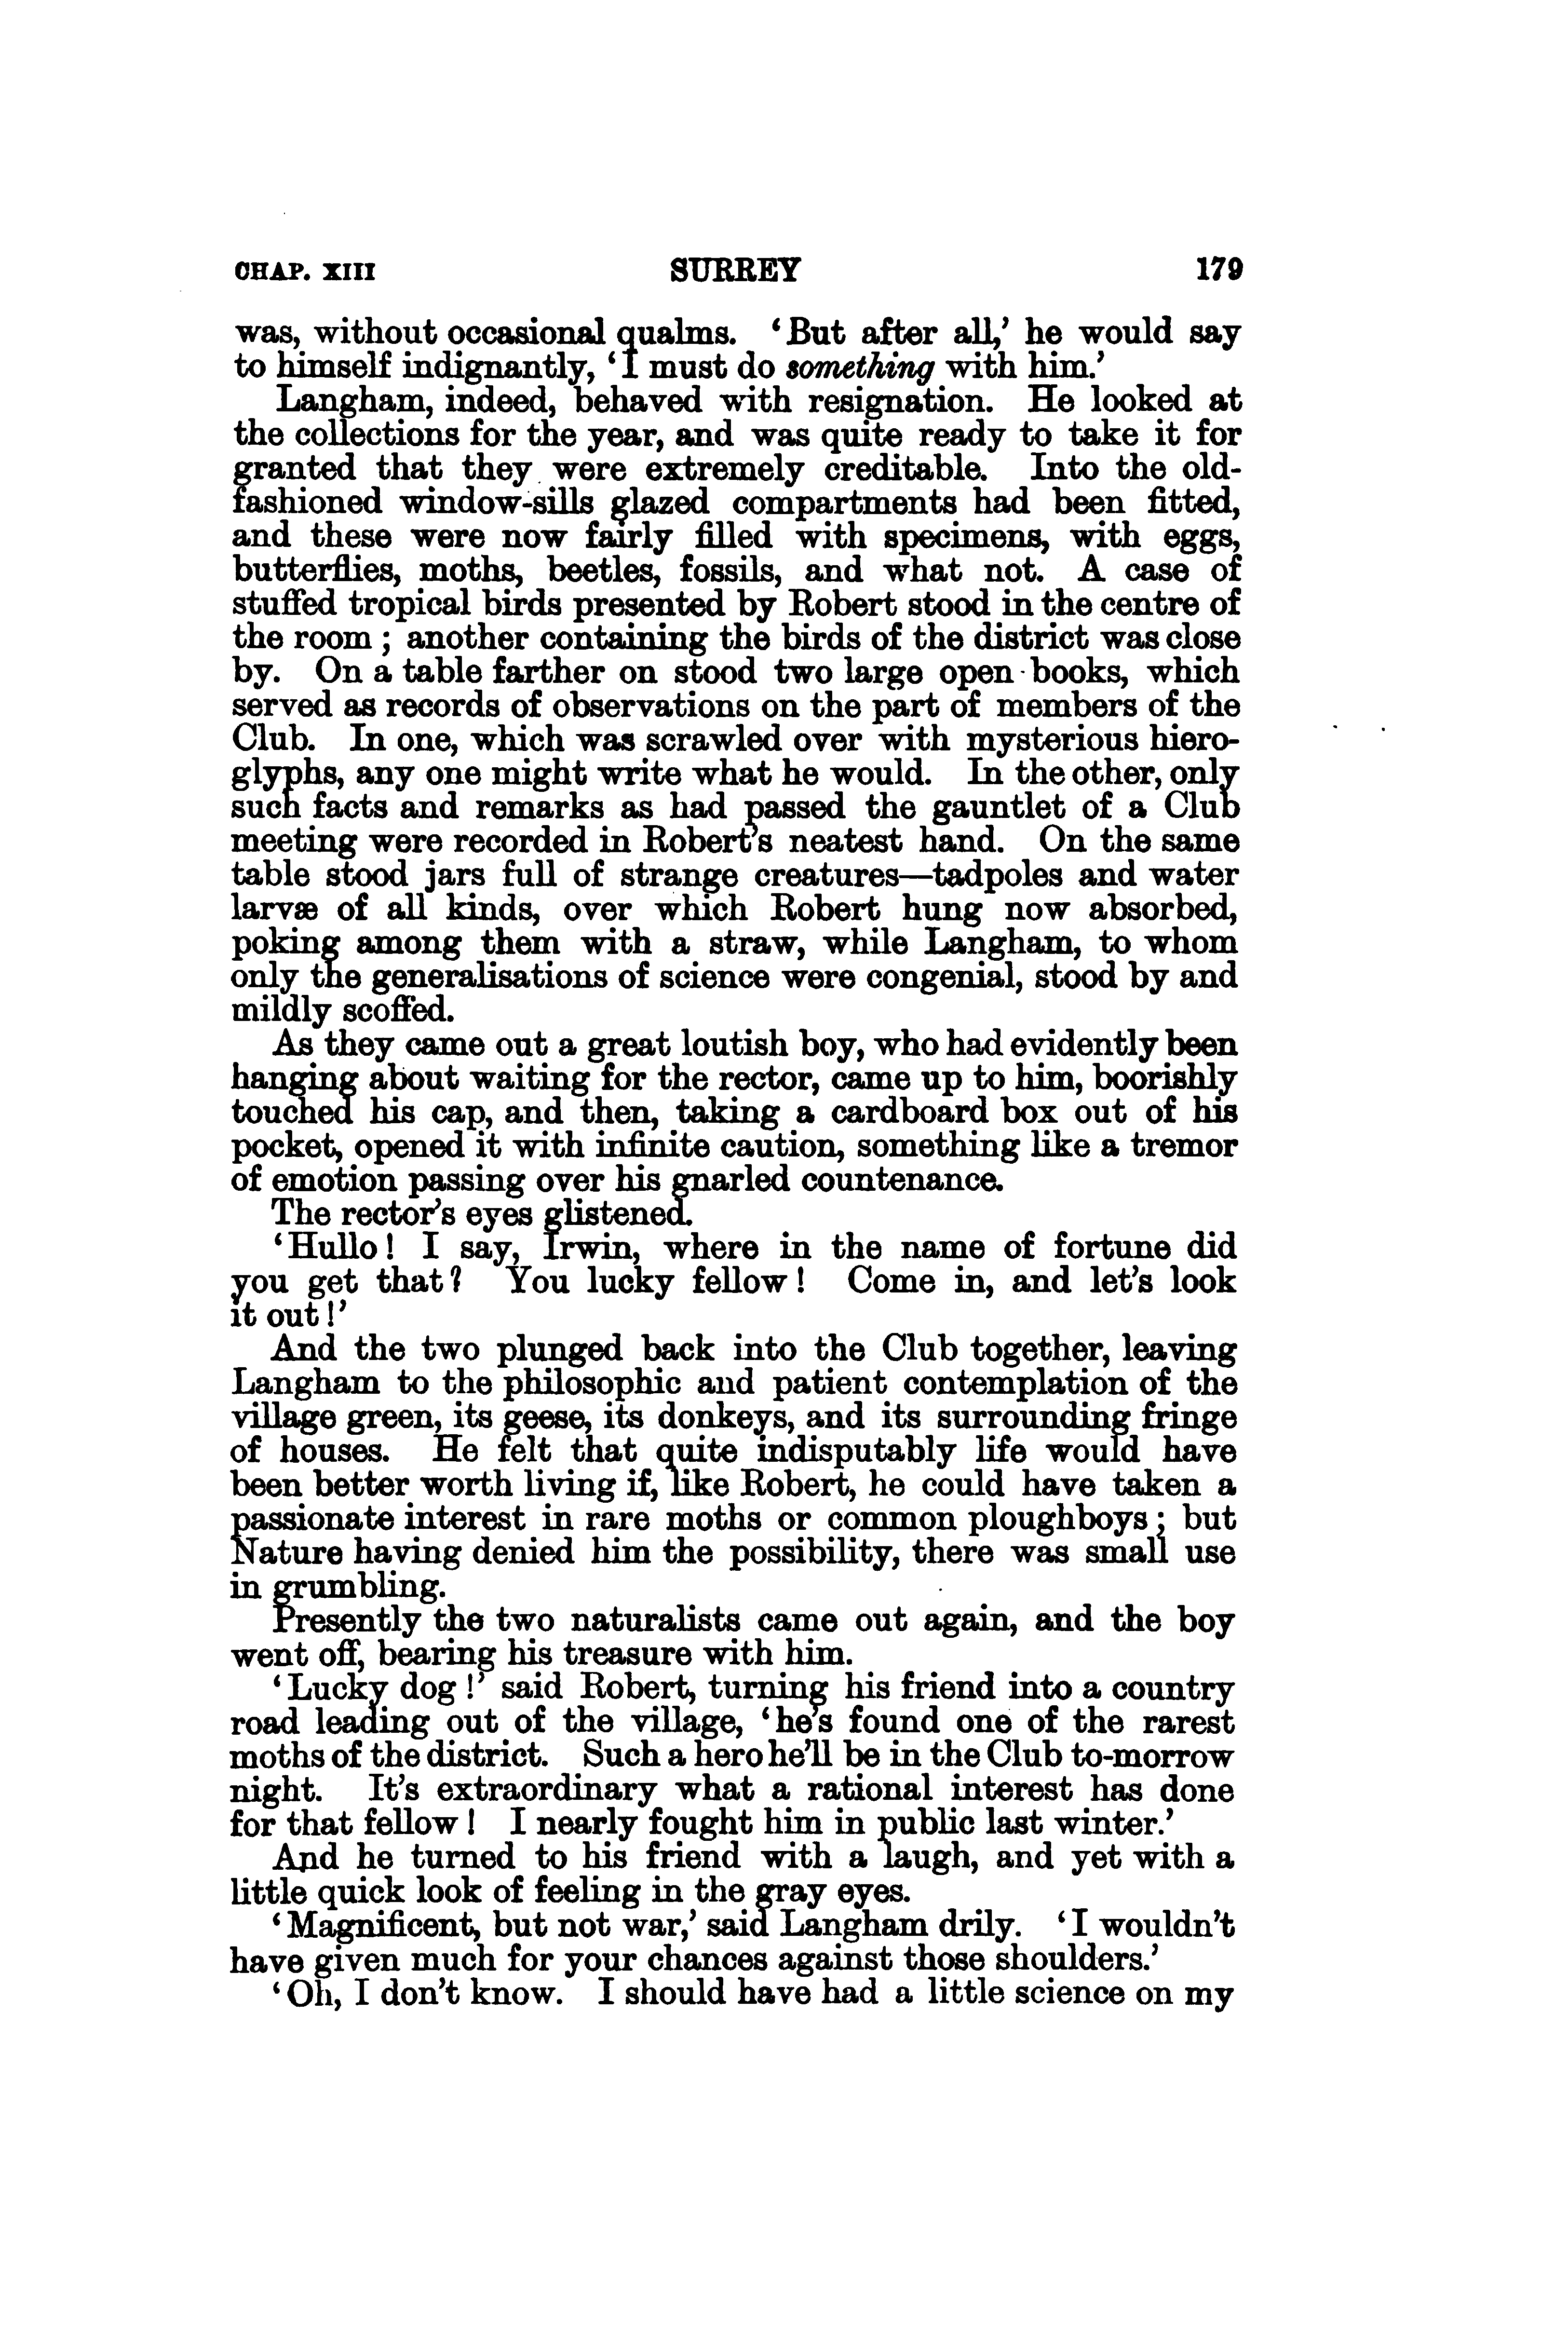 CHAP. XIII SURREY 179
was, without occasional qualms. ‘But after all,’ he would say
to himself indignantly, ‘I must do something with him.’
Langham, indeed, behaved with resignation. He looked at
the collections for the year, and was quite ready to take it for
granted that they were extremely creditable. Into the old-
fashioned window-sills glazed compartments had been fitted,
and these were now fairly filled with specimens, with eggs,
butterflies, moths, beetles, fossils, and what not. A case of
stuffed tropical birds presented by Robert stood in the centre of
the room ; another containing the birds of the district was close
by. On a table farther on stood two large open books, which
served as records of observations on the part of members of the
Club. In one, which was scrawled over with mysterious hiero-
glyphs, any one might write what he would. In the other, only
such facts and remarks as had passed the gauntlet of a Club
meeting were recorded in Robert’s neatest hand. On the same
table stood jars full of strange creatures—tadpoles and water
larvæ of all kinds, over which Robert hung now absorbed,
poking among them with a straw, while Langham, to whom
only the generalisations of science were congenial, stood by and
mildly scoffed.
As they came out a great loutish boy, who had evidently been
hanging about waiting for the rector, came up to him, boorishly
touched his cap, and then, taking a cardboard box out of his
pocket, opened it with infinite caution, something like a tremor
of emotion passing over his gnarled countenance.
The rector’s eyes glistened.
‘Hullo ! I say, Irwin, where in the name of fortune did
you get that ? You lucky fellow ! Come in, and let’s look
it out !’
And the two plunged back into the Club together, leaving
Langham to the philosophic and patient contemplation of the
village green, its geese, its donkeys, and its surrounding fringe
of houses. He felt that quite indisputably life would have
been better worth living if, like Robert, he could have taken a
passionate interest in rare moths or common ploughboys ; but
Nature having denied him the possibility, there was small use
in grumbling.
Presently the two naturalists came out again, and the boy
went off, bearing his treasure with him.
‘Lucky dog !’ said Robert, turning his friend into a country
road leading out of the village, ‘he’s found one of the rarest
moths of the district. Such a hero he’ll be in the Club to-morrow
night. It’s extraordinary what a rational interest has done
for that fellow ! I nearly fought him in public last winter.’
And he turned to his friend with a laugh, and yet with a
little quick look of feeling in the gray eyes.
‘Magnificent, but not war,’ said Langham drily. ‘I wouldn’t
have given much for your chances against those shoulders.’
‘Oh, I don’t know. I should have had a little science on my